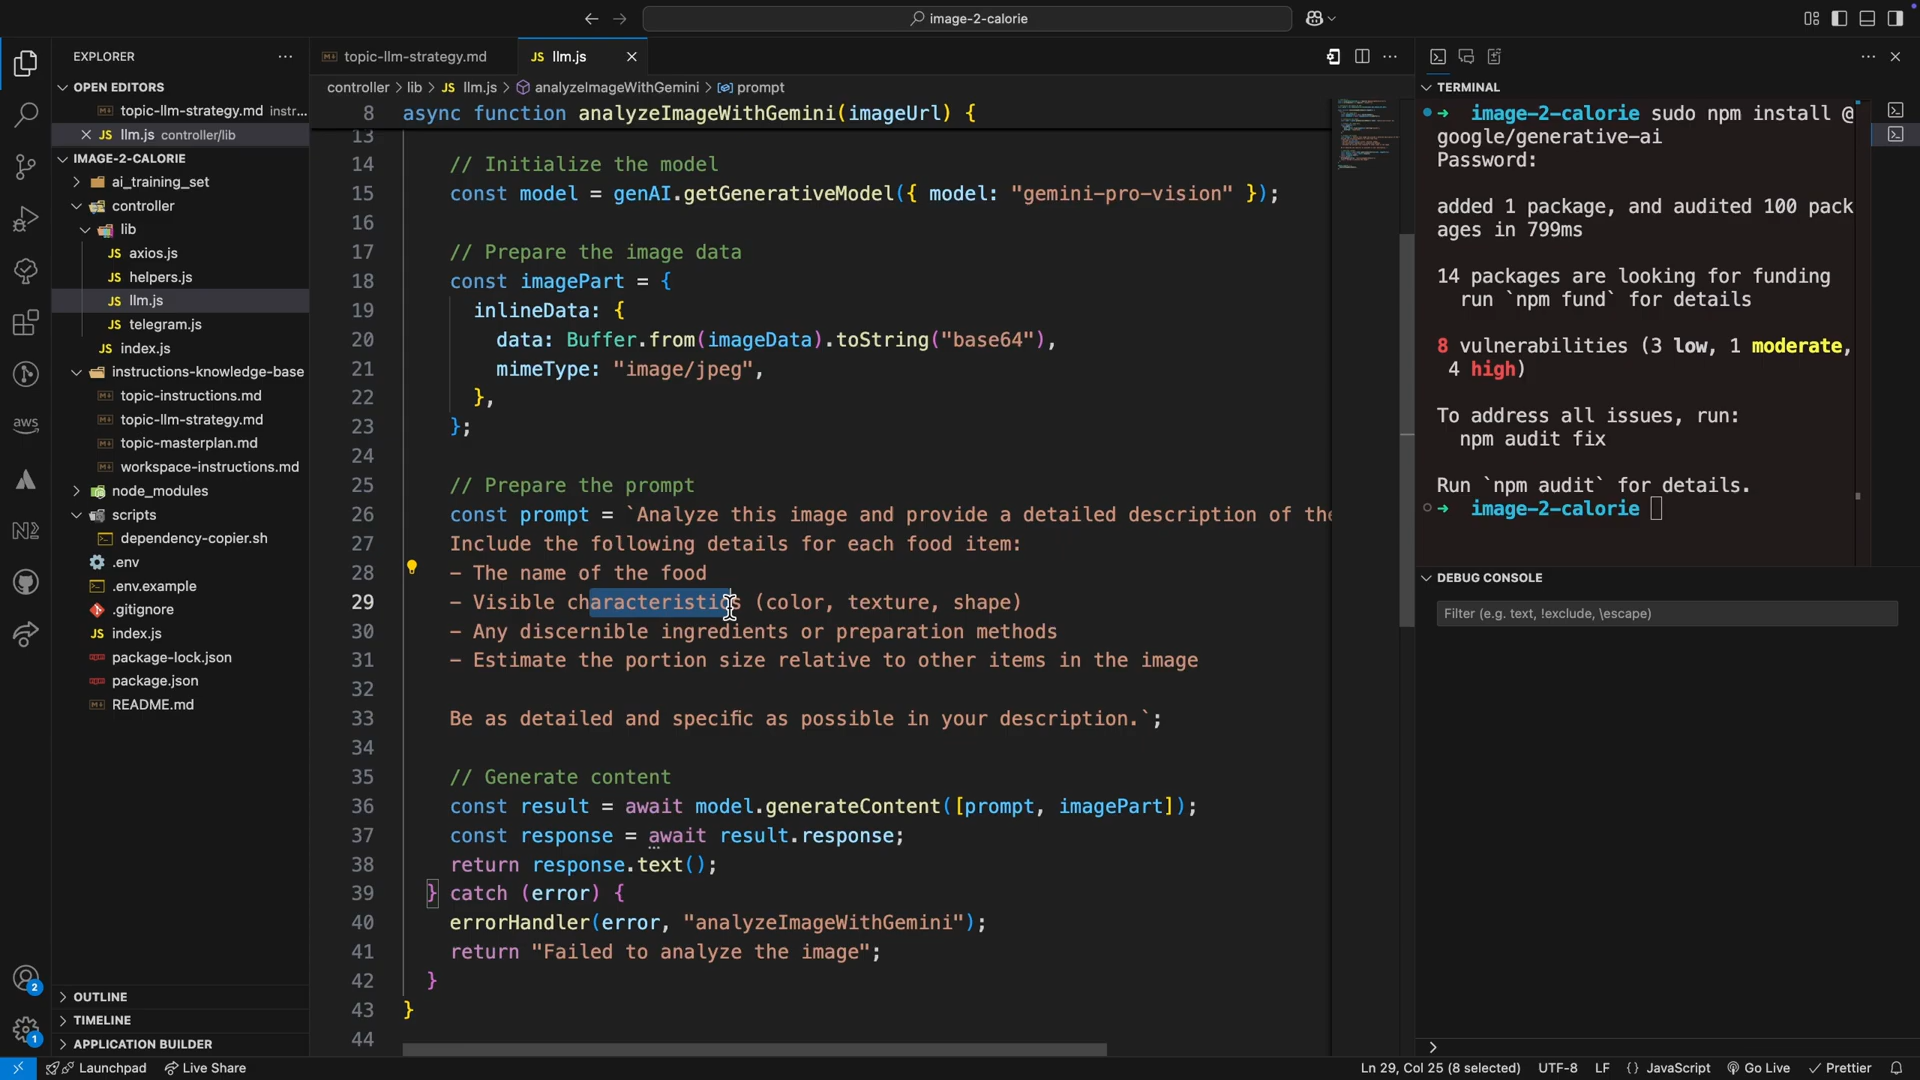 image-2-calorie
EXPLORER
OPEN EDITORS
topic-llm-strategy.md instr...
llm.js controller/lib
IMAGE-2-CALORIE
ai_training_set
controller
lib
axios.js
helpers.js
llm.js
telegram.js
index.js
instructions-knowledge-base
topic-instructions.md
topic-llm-strategy.md
topic-masterplan.md
workspace-instructions.md
node_modules
scripts
dependency-copier.sh
.env
.env.example
.gitignore
index.js
package-lock.json
package.json
README.md
OUTLINE
TIMELINE
APPLICATION BUILDER
aws
N2
2
1
topic-llm-strategy.md
JS llm.js
controller > lib > JS llm.js > analyzeImageWithGemini > prompt
8 async function analyzeImageWithGemini(imageUrl) {
13
14 // Initialize the model
15 const model = genAI.getGenerativeModel({ model: "gemini-pro-vision" });
16
17 // Prepare the image data
18 const imagePart = {
19 inlineData: {
20 data: Buffer.from(imageData).toString("base64"),
21 mimeType: "image/jpeg",
22 },
23 };
24
25 // Prepare the prompt
26 const prompt = `Analyze this image and provide a detailed description of the
27 Include the following details for each food item:
28 - The name of the food
29 - Visible characteristics (color, texture, shape)
30 - Any discernible ingredients or preparation methods
31 - Estimate the portion size relative to other items in the image
32
33 Be as detailed and specific as possible in your description.`;
34
35 // Generate content
36 const result = await model.generateContent([prompt, imagePart]);
37 const response = await result.response;
38 return response.text();
39 } catch (error) {
40 errorHandler(error, "analyzeImageWithGemini");
41 return "Failed to analyze the image";
42 }
43 }
44
TERMINAL
→ image-2-calorie sudo npm install @
google/generative-ai
Password:
added 1 package, and audited 100 pack
ages in 799ms
14 packages are looking for funding
run `npm fund` for details
8 vulnerabilities (3 low, 1 moderate,
4 high)
To address all issues, run:
npm audit fix
Run `npm audit` for details.
→ image-2-calorie
DEBUG CONSOLE
Filter (e.g. text, !exclude, \escape)
Launchpad Live Share Ln 29, Col 25 (8 selected) UTF-8 LF {} JavaScript Go Live Prettier